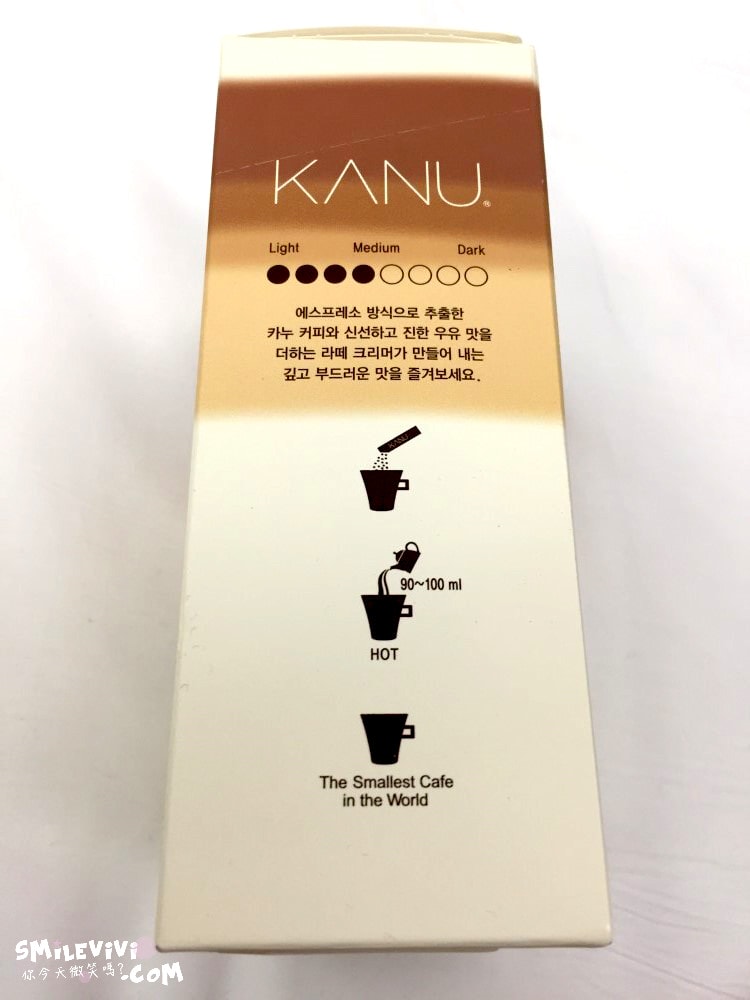 KANU®
Light Medium Dark
에스프레소 방식으로 추출한
카누 커피와 신선하고 진한 우유 맛을
더하는 라떼 크리머가 만들어 내는
깊고 부드러운 맛을 즐겨보세요.
KANU
90~100 ml
HOT
The Smallest Cafe
in the World
SMiLEViVi
你今天微笑嗎?.COM